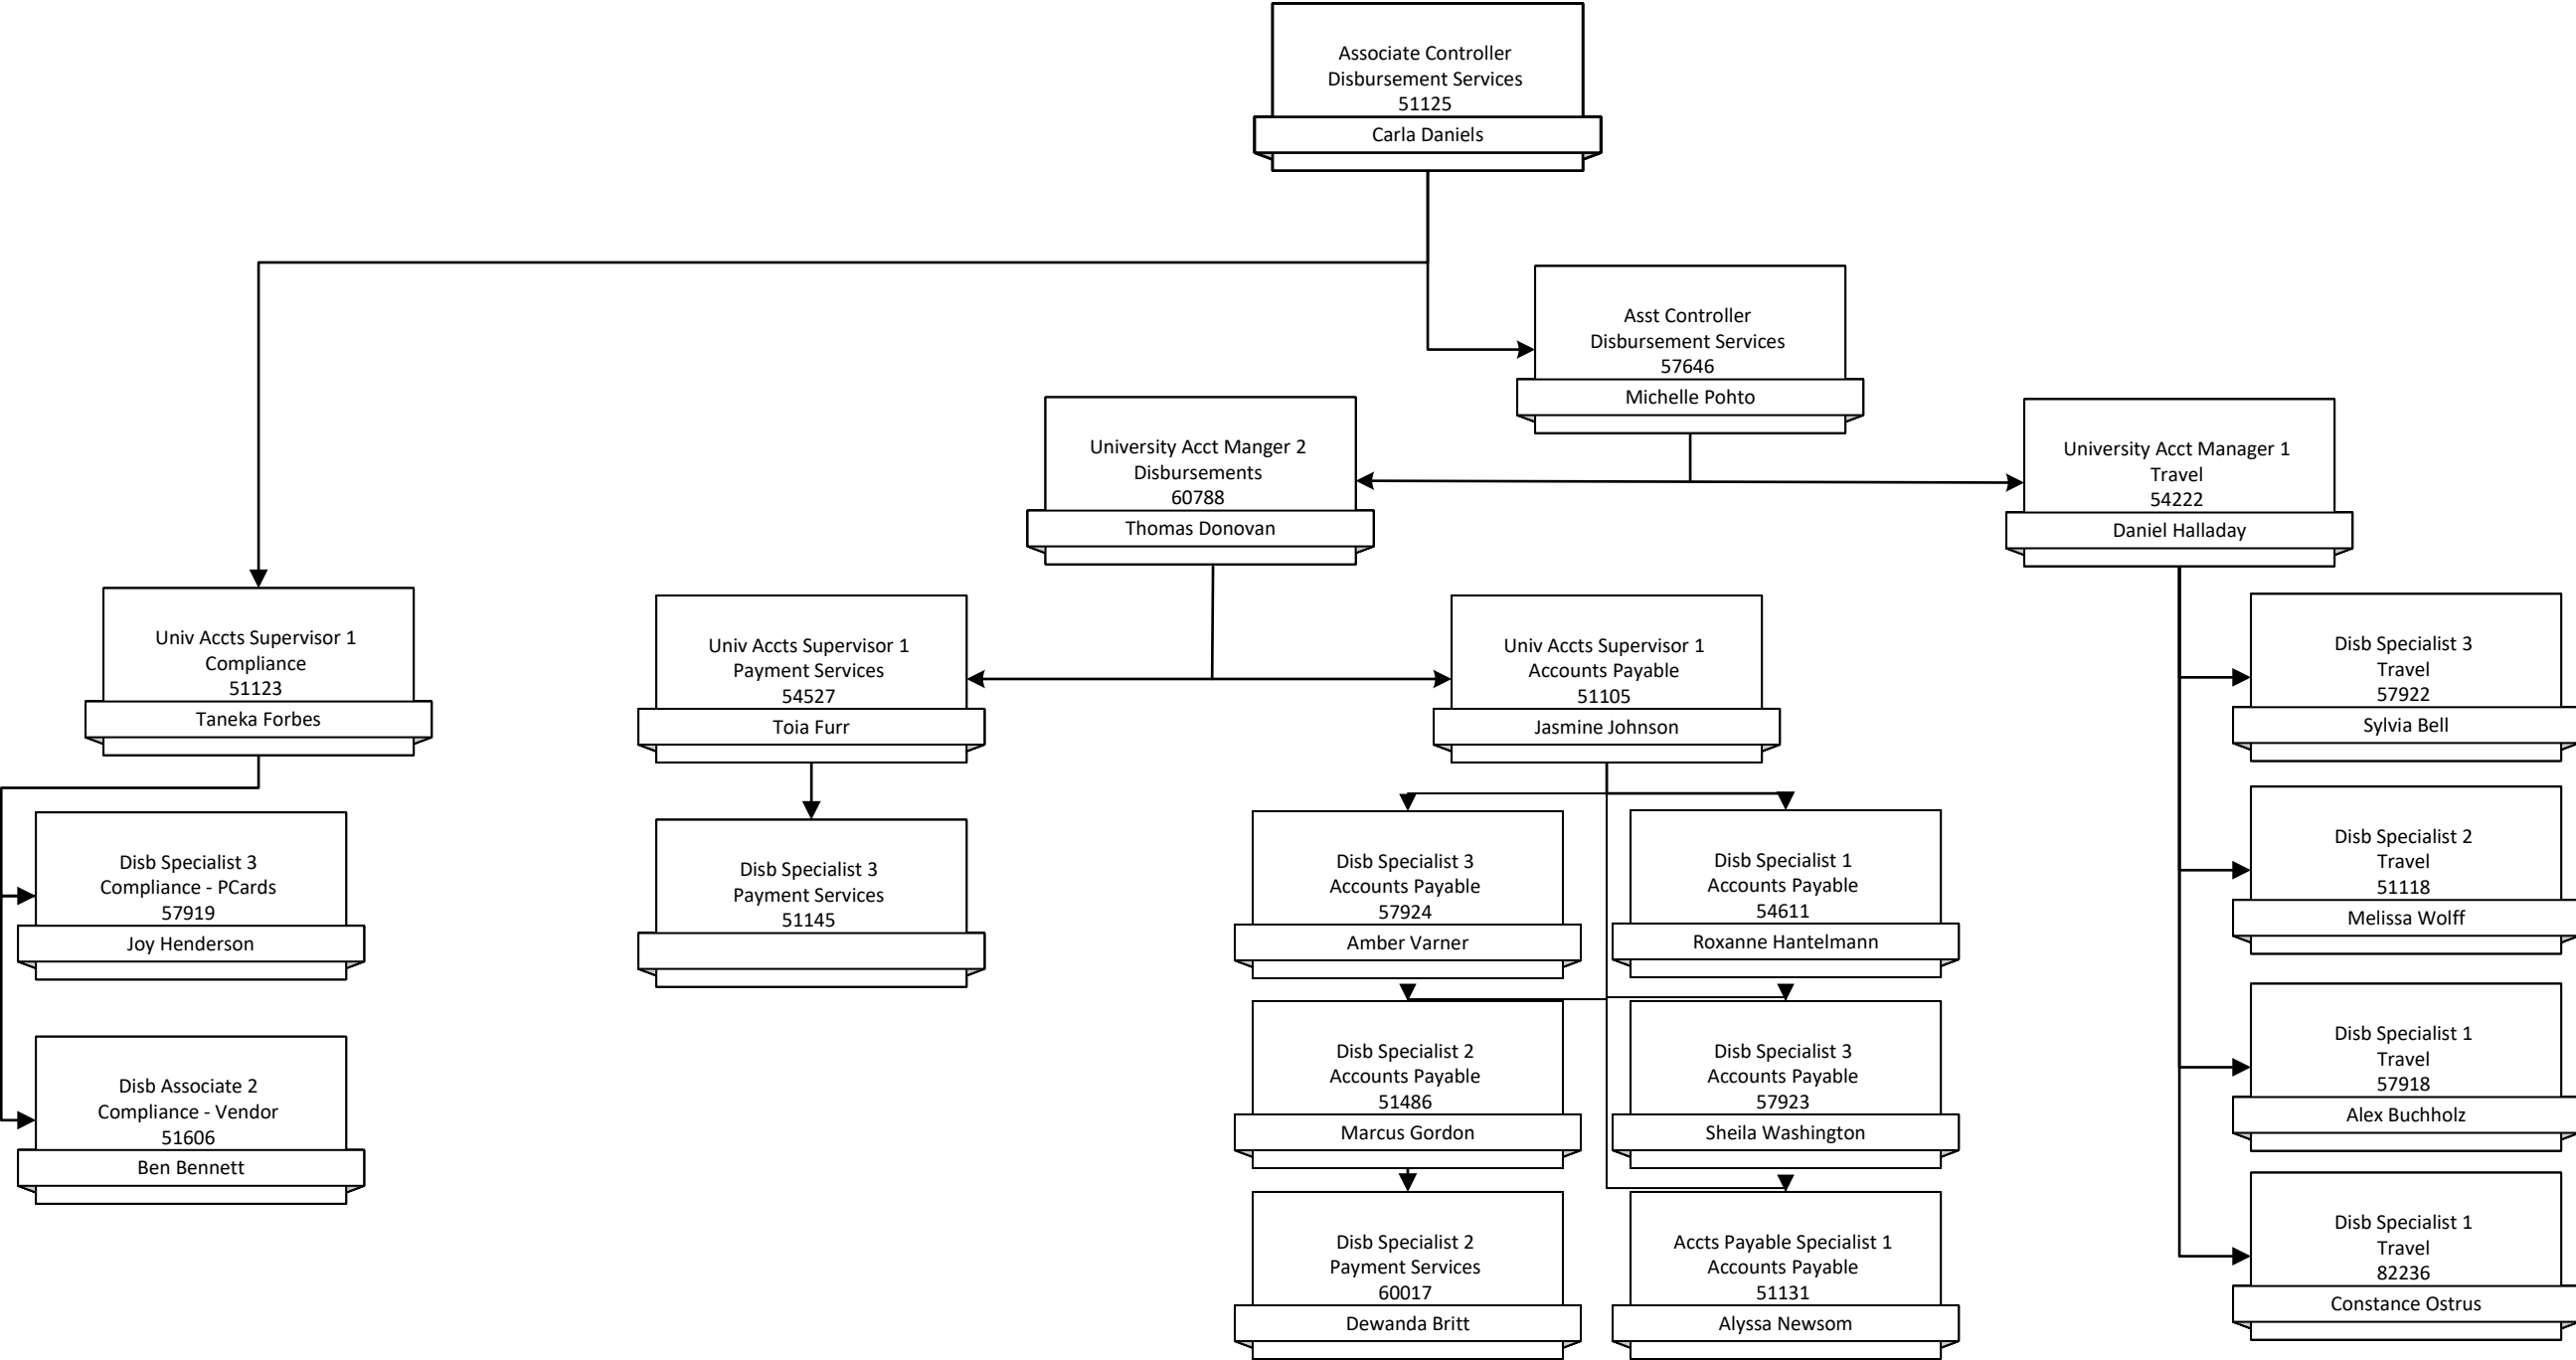 Associate Controller
Disbursement Services
51125
Carla Daniels
Asst Controller
Disbursement Services
57646
Michelle Pohto
University Acct Manger 2
Disbursements
60788
Thomas Donovan
University Acct Manager 1
Travel
54222
Daniel Halladay
Univ Accts Supervisor 1
Compliance
51123
Taneka Forbes
Univ Accts Supervisor 1
Payment Services
54527
Toia Furr
Univ Accts Supervisor 1
Accounts Payable
51105
Jasmine Johnson
Disb Specialist 3
Travel
57922
Sylvia Bell
Disb Specialist 3
Compliance - PCards
57919
Joy Henderson
Disb Specialist 3
Payment Services
51145
Disb Specialist 3
Accounts Payable
57924
Amber Varner
Disb Specialist 1
Accounts Payable
54611
Roxanne Hantelmann
Disb Specialist 2
Travel
51118
Melissa Wolff
Disb Associate 2
Compliance - Vendor
51606
Ben Bennett
Disb Specialist 2
Accounts Payable
51486
Marcus Gordon
Disb Specialist 3
Accounts Payable
57923
Sheila Washington
Disb Specialist 1
Travel
57918
Alex Buchholz
Disb Specialist 2
Payment Services
60017
Dewanda Britt
Accts Payable Specialist 1
Accounts Payable
51131
Alyssa Newsom
Disb Specialist 1
Travel
82236
Constance Ostrus